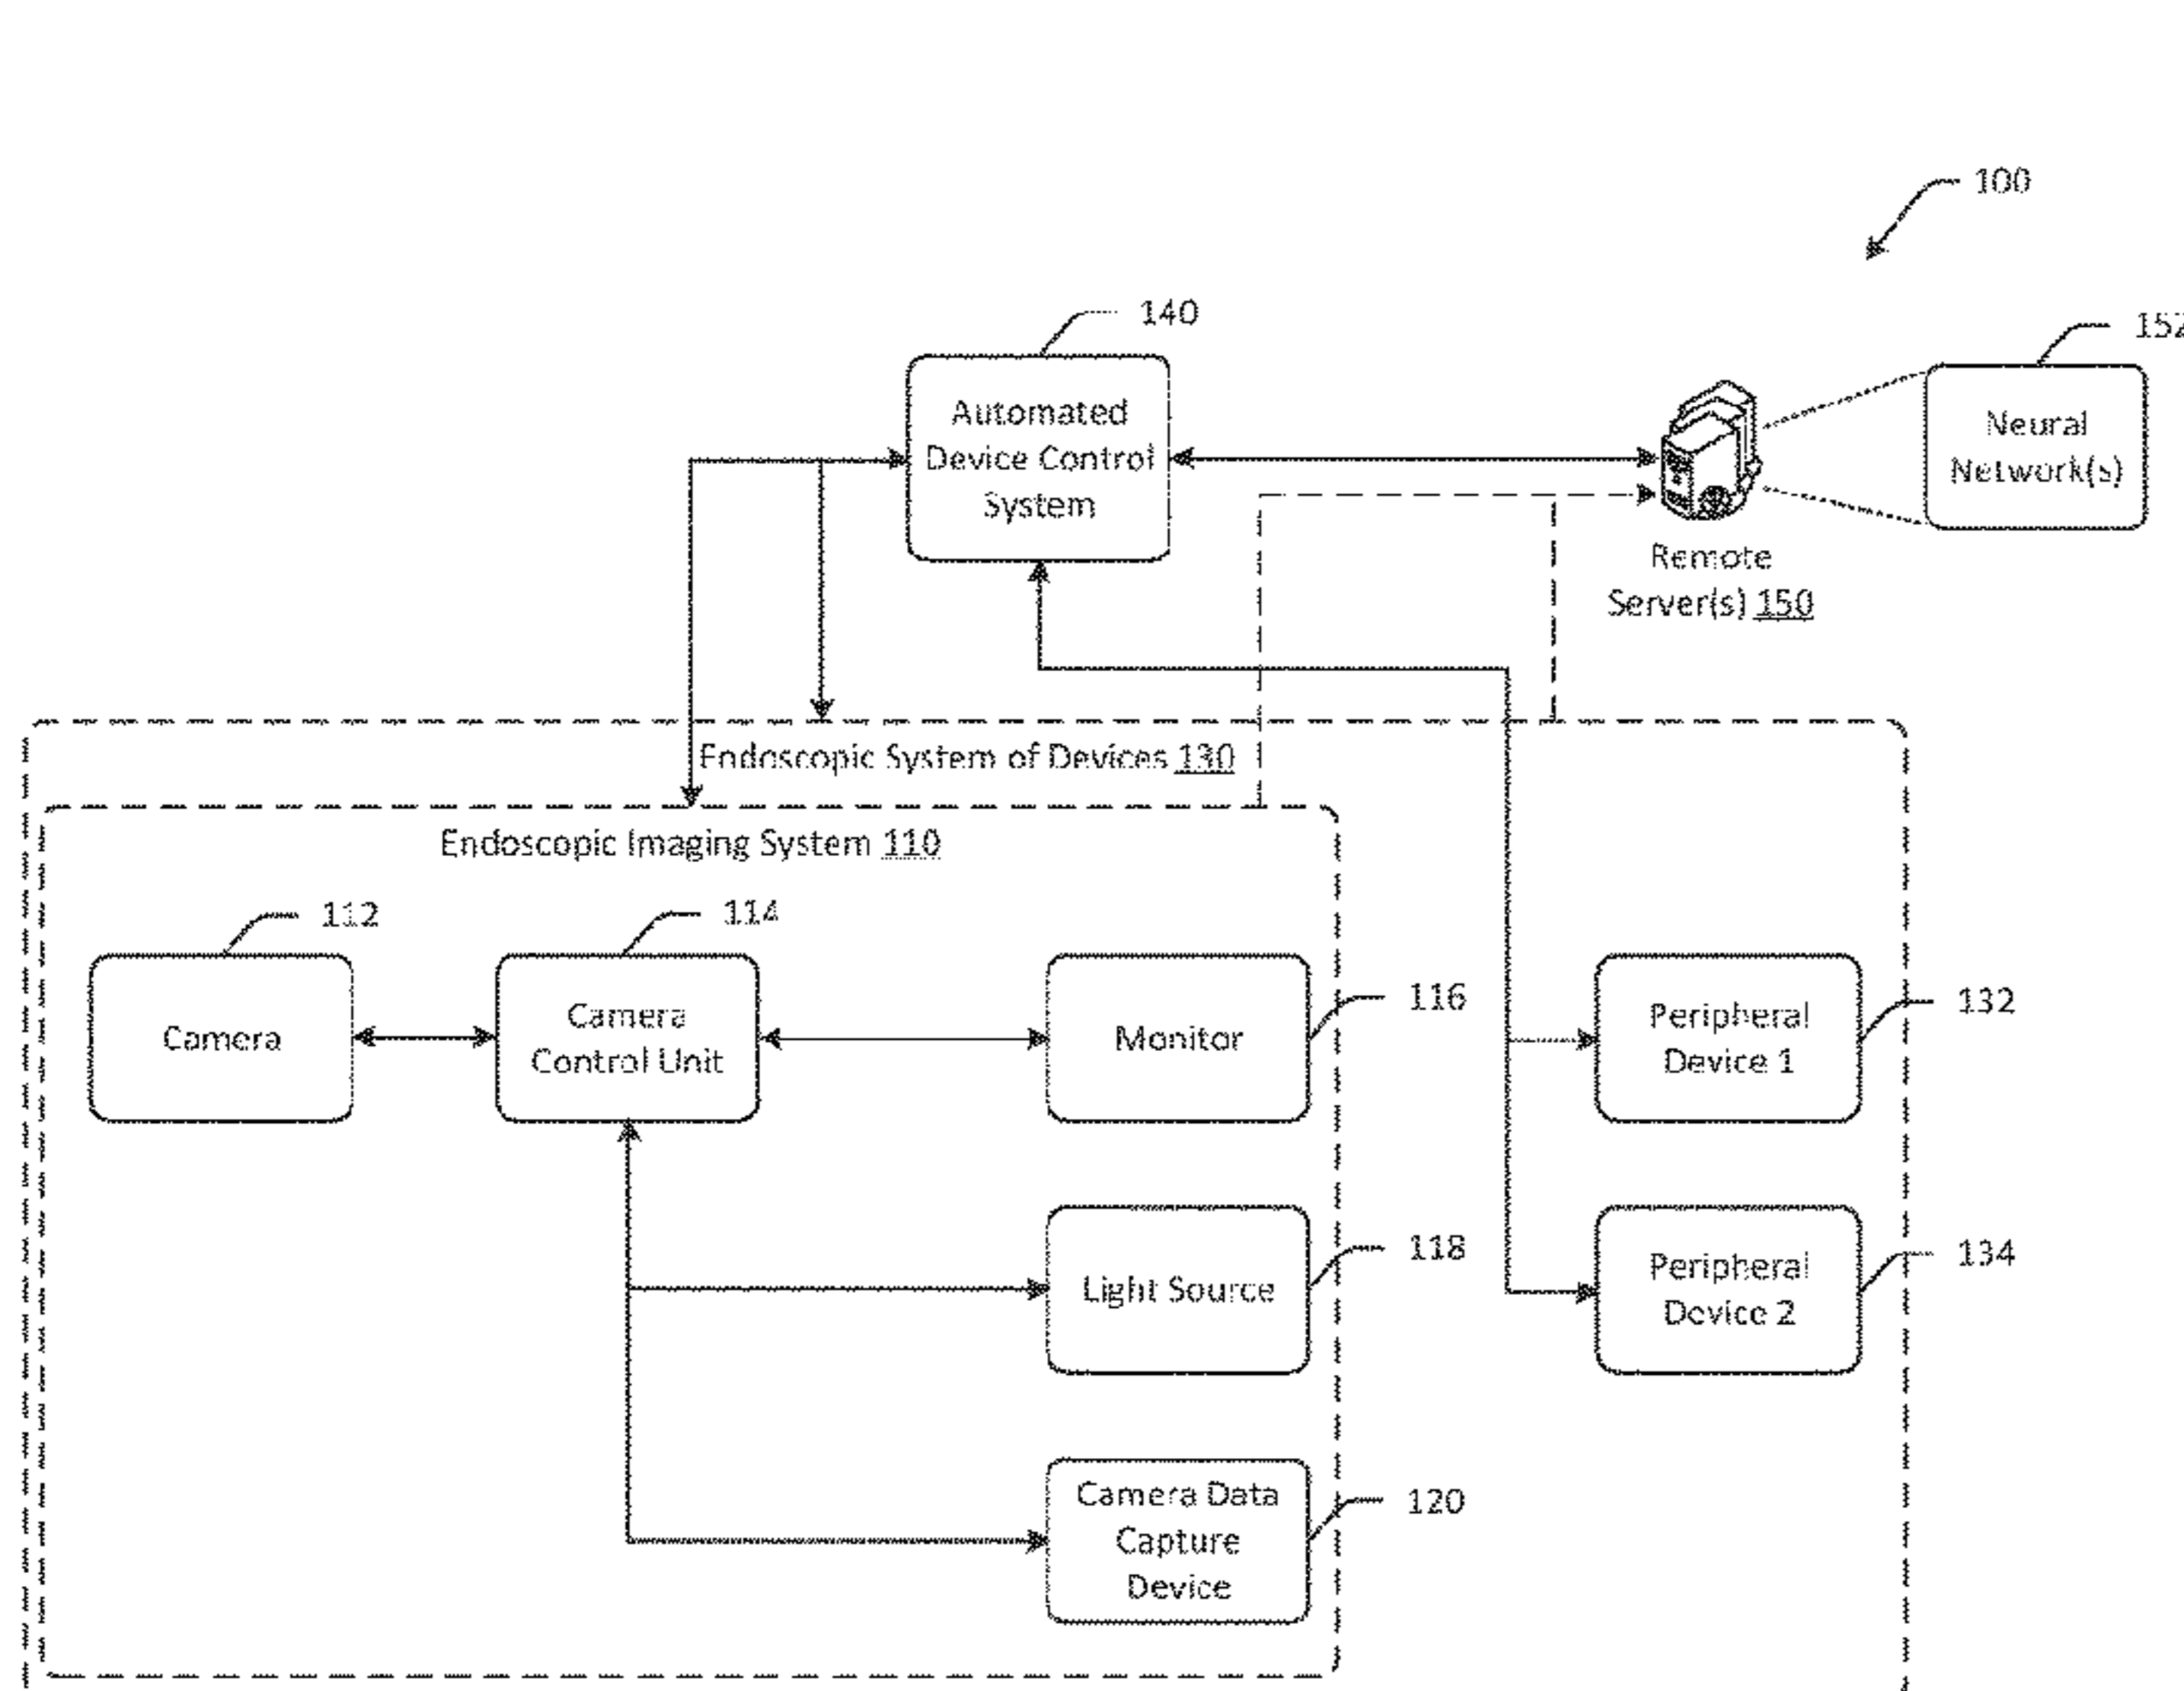 100
140
152
Automated
Device Control
System
Neural
Network(s)
Remote
Server(s) 150
Endoscopic System of Devices 130
Endoscopic Imaging System 110
112
114
Camera
Camera
Control Unit
Monitor
116
Peripheral
Device 1
132
Light Source
118
Peripheral
Device 2
134
Camera Data
Capture
Device
120